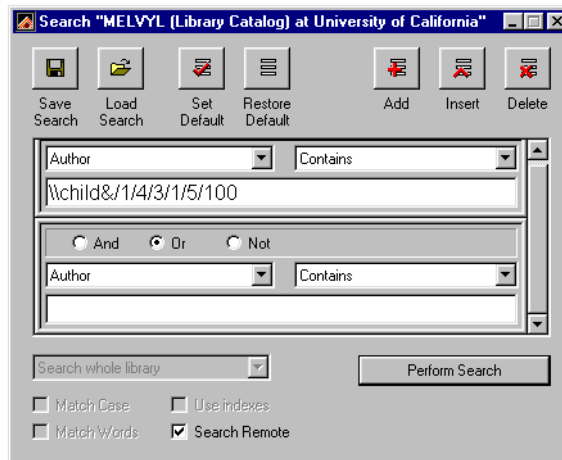 Search "MELVYL (Library Catalog) at University of California"
Save Search
Load Search
Set Default
Restore Default
Add
Insert
Delete
Author
Contains
\\child&/1/4/3/1/5/100
And
Or
Not
Author
Contains
Search whole library
Perform Search
Match Case
Use indexes
Match Words
Search Remote